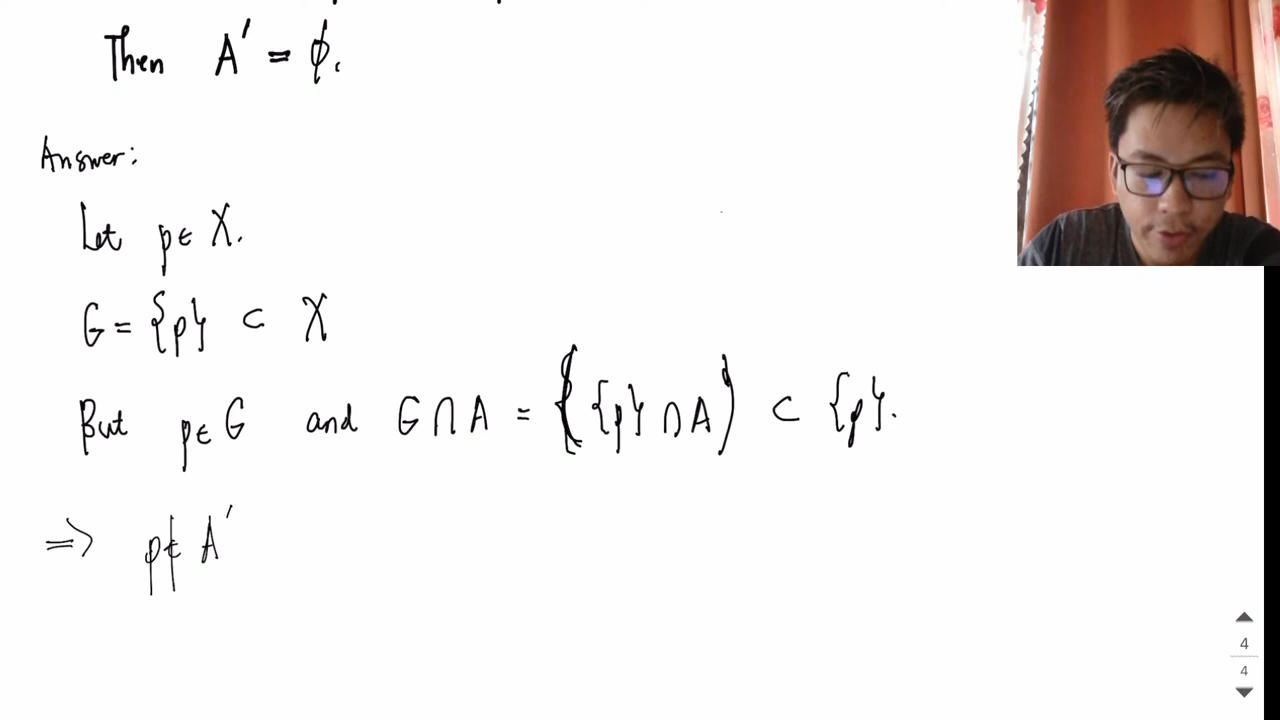 Then A' = ϕ.
Answer:
Let p ∈ X.
G = {p} ⊂ X
But p ∈ G and G ∩ A = ({p} ∩ A) ⊂ {p}.
⇒ p ∉ A'
4
4